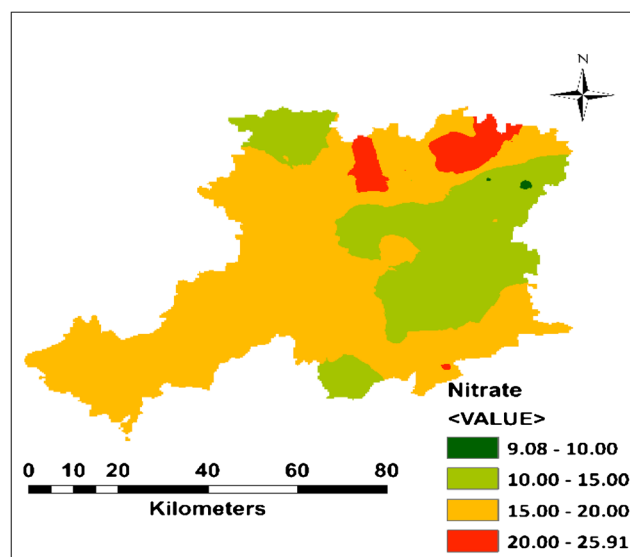 N
Nitrate
<VALUE>
9.08 - 10.00
10.00 - 15.00
15.00 - 20.00
20.00 - 25.91
0 10 20 40 60 80
Kilometers